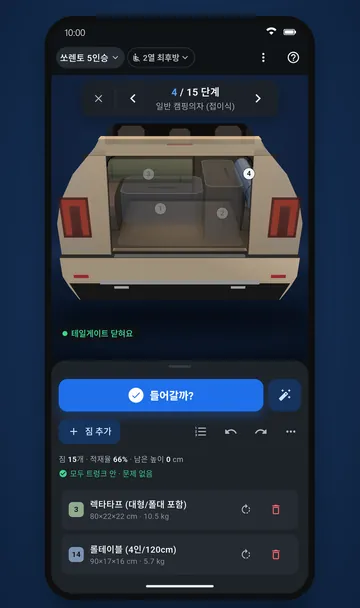 10:00
쏘렌토 5인승
2열 최후방
4 / 15 단계
일반 캠핑의자 (접이식)
3
4
1
2
테일게이트 닫혀요
들어갈까?
+ 짐 추가
짐 15개 · 적재율 66% · 남은 높이 0 cm
모두 트렁크 안 · 문제 없음
3
렉타타프 (대형/폴대 포함)
80×22×22 cm · 10.5 kg
14
롤테이블 (4인/120cm)
90×17×16 cm · 5.7 kg